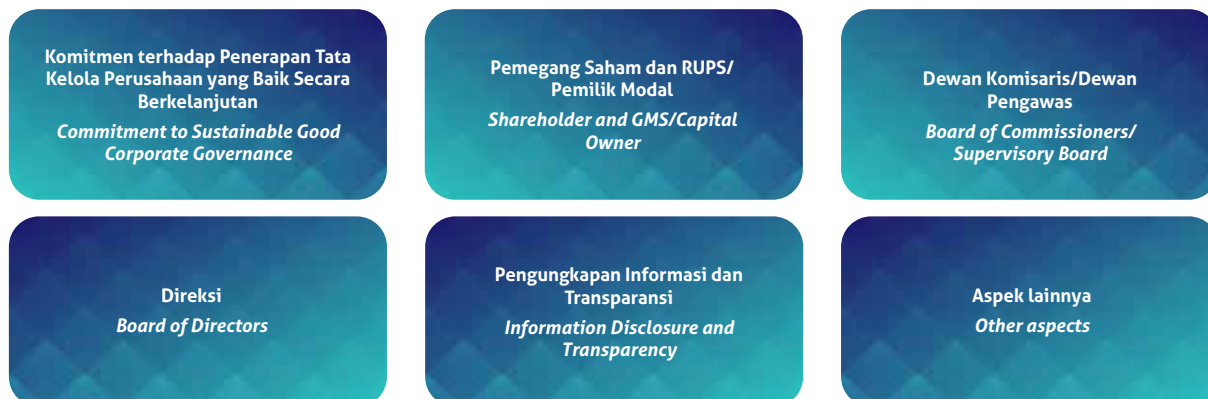 Komitmen terhadap Penerapan Tata
Kelola Perusahaan yang Baik Secara
Berkelanjutan
Commitment to Sustainable Good
Corporate Governance
Pemegang Saham dan RUPS/
Pemilik Modal
Shareholder and GMS/Capital
Owner
Dewan Komisaris/Dewan
Pengawas
Board of Commissioners/
Supervisory Board
Direksi
Board of Directors
Pengungkapan Informasi dan
Transparansi
Information Disclosure and
Transparency
Aspek lainnya
Other aspects